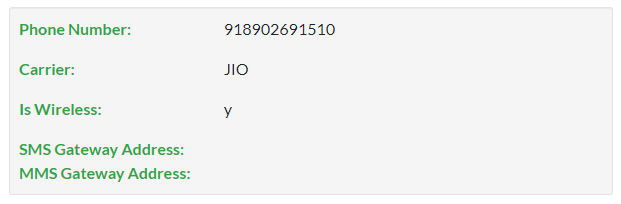 Phone Number: 918902691510
Carrier: JIO
Is Wireless: y
SMS Gateway Address:
MMS Gateway Address: